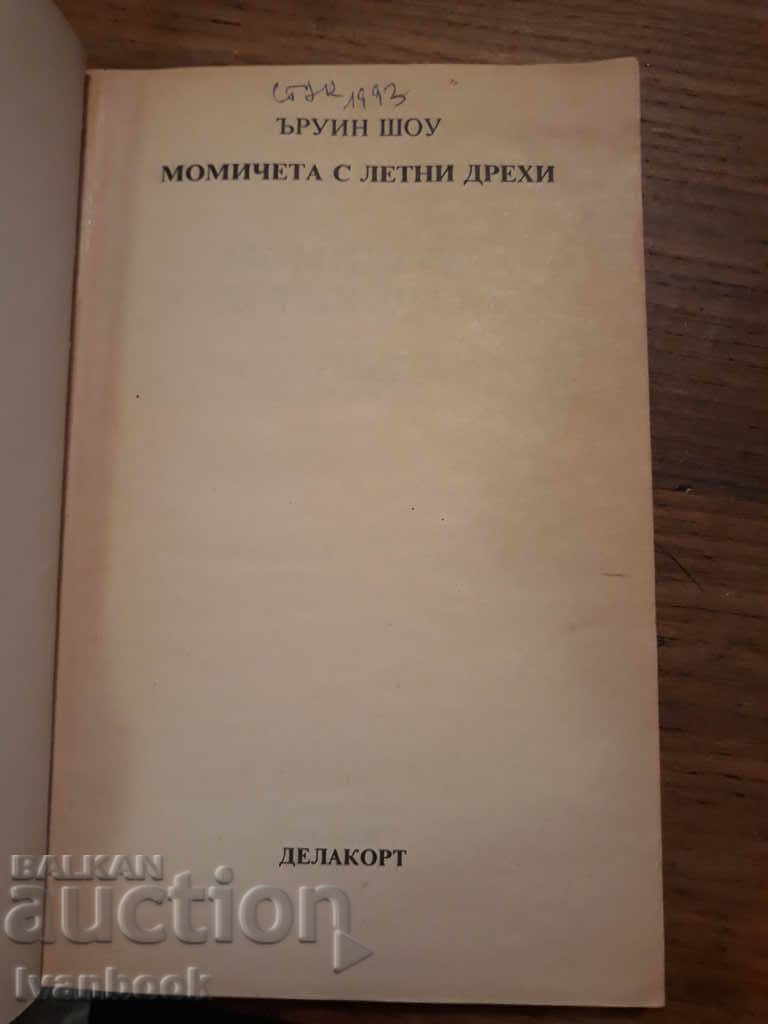 1993
ЪРУИН ШОУ
МОМИЧЕТА С ЛЕТНИ ДРЕХИ
ДЕЛАКОРТ
BALKAN
auction
Ivanbook